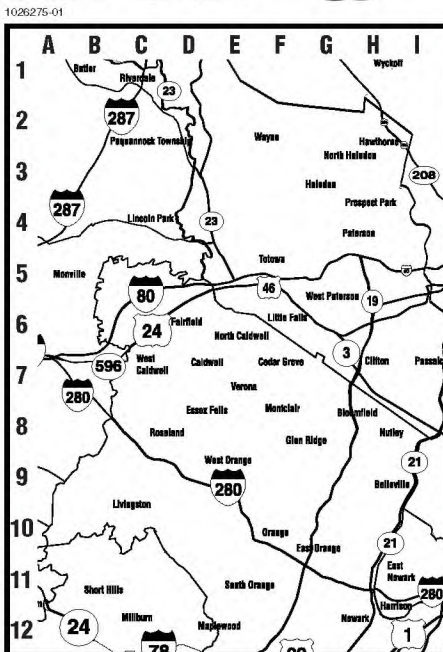 1026275-01
A B C D E F G H I
1
Butler
Riverdale
Wyckoff
23
2
287
Wayne
Pequannock Township
Hawthorne
3
North Haledon
208
Haledon
287
Prospect Park
4
Lincoln Park
23
Paterson
Totowa
5
Monville
80
46
West Paterson
19
24
Fairfield
Little Falls
6
North Caldwell
3
596
West
Caldwell
Caldwell
Cedar Grove
Clifton
Passaic
7
280
Verona
Essex Fells
Montclair
Bloomfield
8
Roseland
Nutley
Glen Ridge
West Orange
21
9
280
Belleville
Livingston
10
Orange
21
East Orange
East
Newark
11
Short Hills
South Orange
280
Harrison
24
Millburn
Maplewood
Newark
1
12
78